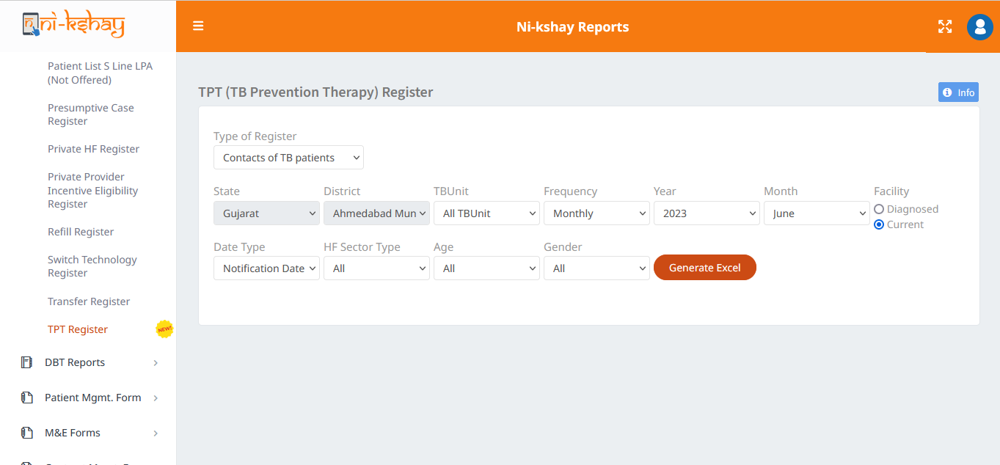 ni-kshay
Ni-kshay Reports
Patient List S Line LPA
(Not Offered)
Presumptive Case
Register
Private HF Register
Private Provider
Incentive Eligibility
Register
Refill Register
Switch Technology
Register
Transfer Register
TPT Register
NEW!
DBT Reports
Patient Mgmt. Form
M&E Forms
TPT (TB Prevention Therapy) Register
Info
Type of Register
Contacts of TB patients
State
District
TBUnit
Frequency
Year
Month
Facility
Gujarat
Ahmedabad Mun
All TBUnit
Monthly
2023
June
Diagnosed
Current
Date Type
HF Sector Type
Age
Gender
Notification Date
All
All
All
Generate Excel